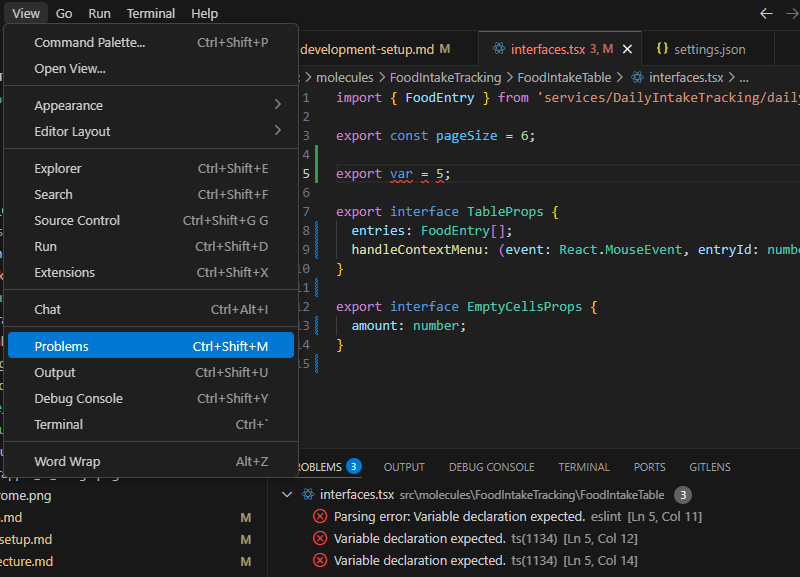 View Go Run Terminal Help
Command Palette... Ctrl+Shift+P
Open View...
Appearance
Editor Layout
Explorer Ctrl+Shift+E
Search Ctrl+Shift+F
Source Control Ctrl+Shift+G G
Run Ctrl+Shift+D
Extensions Ctrl+Shift+X
Chat Ctrl+Alt+I
Problems Ctrl+Shift+M
Output Ctrl+Shift+U
Debug Console Ctrl+Shift+Y
Terminal Ctrl+`
Word Wrap Alt+Z
development-setup.md M interfaces.tsx 3, M {} settings.json
> molecules > FoodIntakeTracking > FoodIntakeTable > interfaces.tsx > ...
1 import { FoodEntry } from 'services/DailyIntakeTracking/daily
2
3 export const pageSize = 6;
4
5 export var = 5;
6
7 export interface TableProps {
8 entries: FoodEntry[];
9 handleContextMenu: (event: React.MouseEvent, entryId: numbe
10 }
11
12 export interface EmptyCellsProps {
13 amount: number;
14 }
15
ROBLEMS 3 OUTPUT DEBUG CONSOLE TERMINAL PORTS GITLENS
interfaces.tsx src\molecules\FoodIntakeTracking\FoodIntakeTable 3
Parsing error: Variable declaration expected. eslint [Ln 5, Col 11]
Variable declaration expected. ts(1134) [Ln 5, Col 12]
Variable declaration expected. ts(1134) [Ln 5, Col 14]
rome.png
.md M
setup.md M
ecture.md M